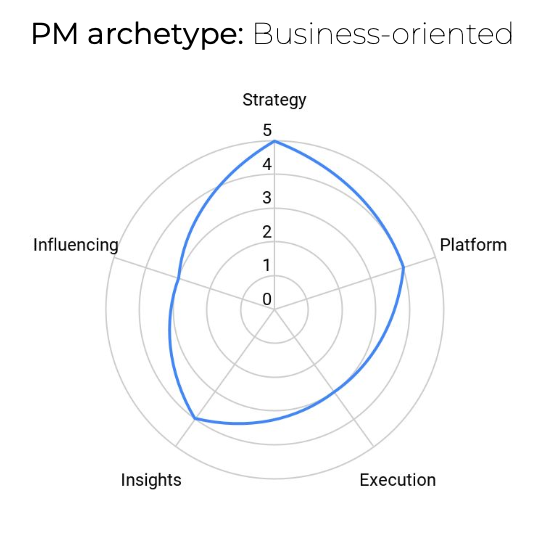 PM archetype: Business-oriented
Strategy
5
4
3
2
1
0
Influencing
Platform
Insights
Execution